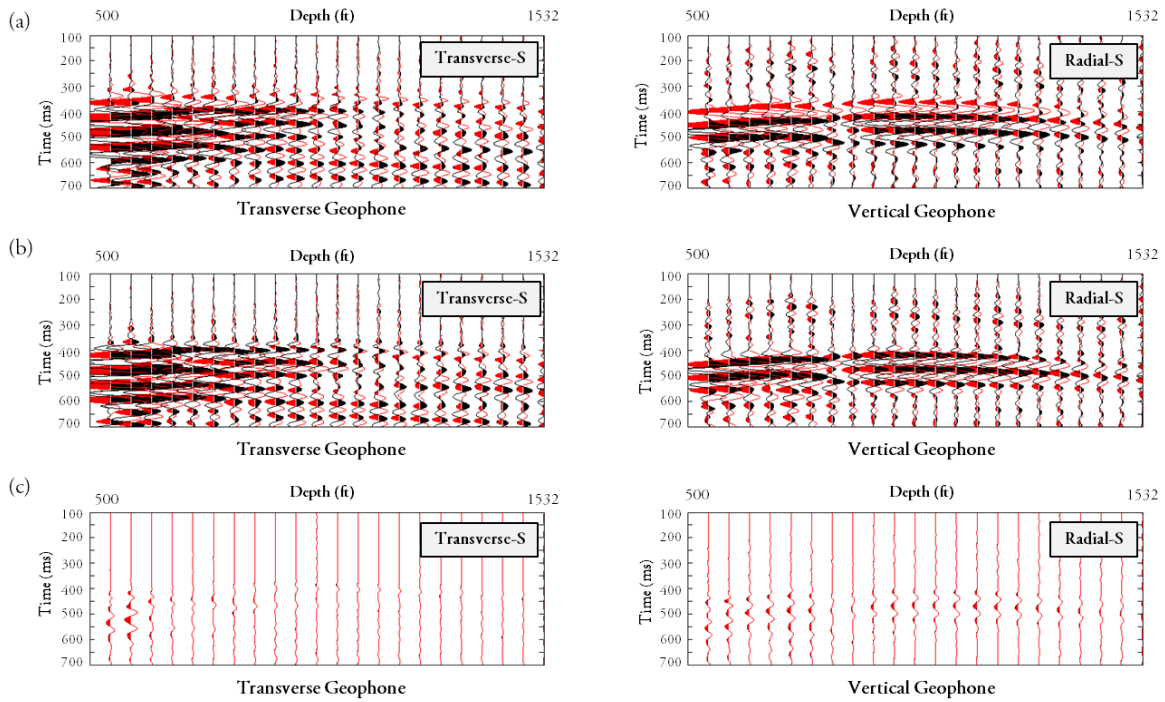 (a)
500 Depth (ft) 1532
100
200
300
400
500
600
700
Time (ms)
Transverse-S
Transverse Geophone
500 Depth (ft) 1532
100
200
300
400
500
600
700
Time (ms)
Radial-S
Vertical Geophone
(b)
500 Depth (ft) 1532
100
200
300
400
500
600
700
Time (ms)
Transverse-S
Transverse Geophone
500 Depth (ft) 1532
100
200
300
400
500
600
700
Time (ms)
Radial-S
Vertical Geophone
(c)
500 Depth (ft) 1532
100
200
300
400
500
600
700
Time (ms)
Transverse-S
Transverse Geophone
500 Depth (ft) 1532
100
200
300
400
500
600
700
Time (ms)
Radial-S
Vertical Geophone